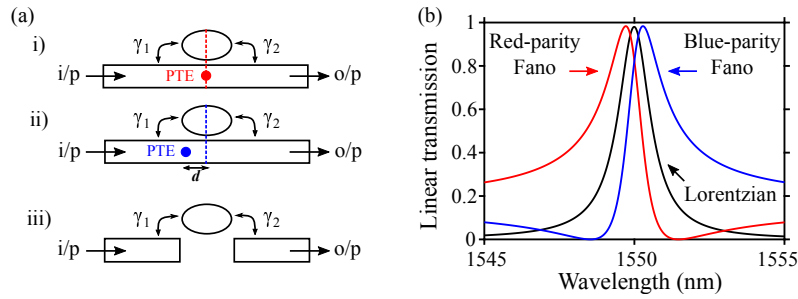 (a)
i)
γ1 γ2
i/p PTE o/p
ii)
γ1 γ2
i/p PTE o/p
d
iii)
γ1 γ2
i/p o/p
(b)
Linear transmission
1
0.8
0.6
0.4
0.2
0
Red-parity
Fano
Blue-parity
Fano
Lorentzian
1545 1550 1555
Wavelength (nm)